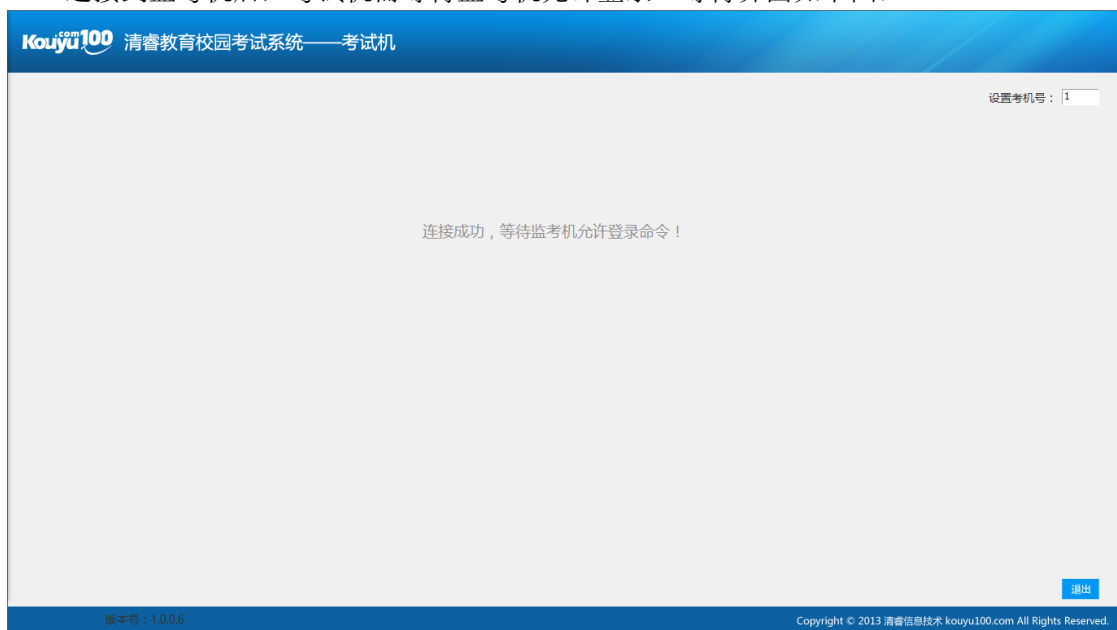 Kouyu100.com 清睿教育校园考试系统——考试机
设置考机号： 1
连接成功，等待监考机允许登录命令！
退出
版本号：1.0.0.6
Copyright © 2013 清睿信息技术 kouyu100.com All Rights Reserved.